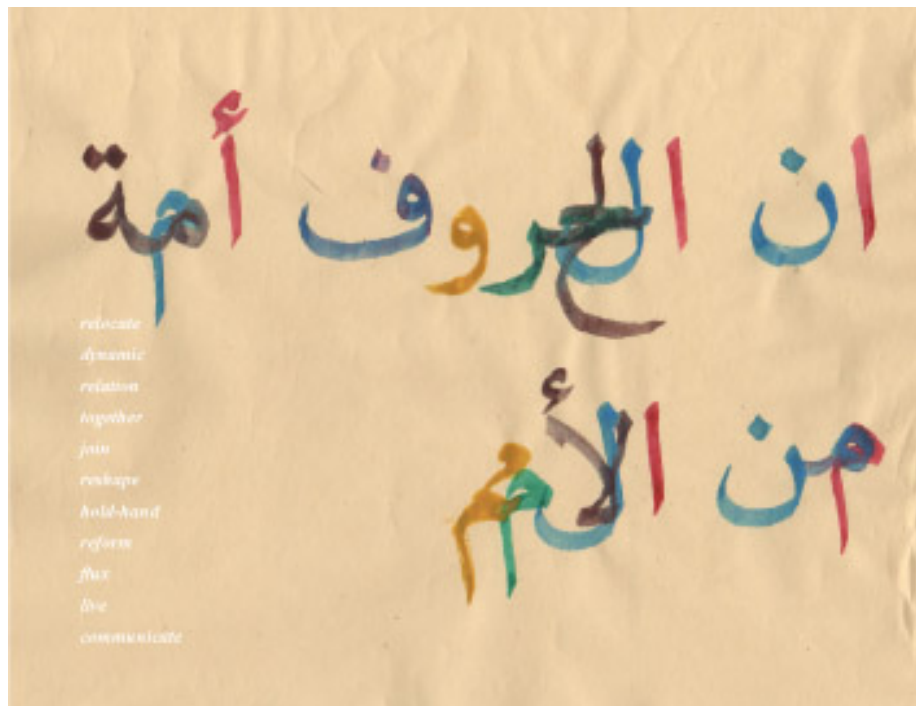 ان الحروف أمة
من الأمم
relocate
dynamic
relation
together
join
reshape
hold-hand
reform
flux
live
communicate